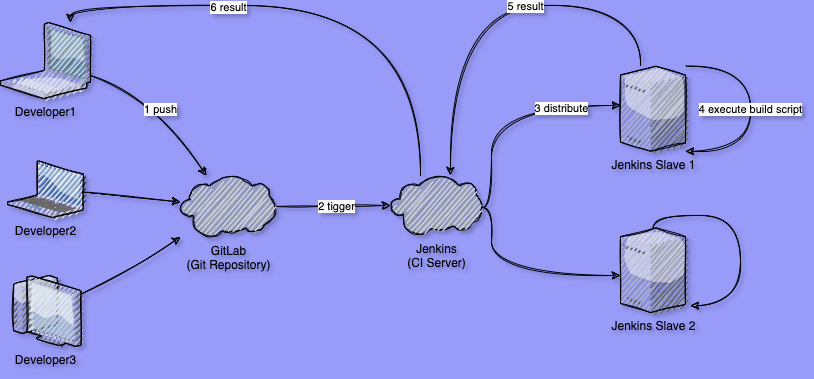 6 result
5 result
Developer1
1 push
3 distribute
4 execute build script
Jenkins Slave 1
Developer2
2 tigger
GitLab
(Git Repository)
Jenkins
(CI Server)
Jenkins Slave 2
Developer3